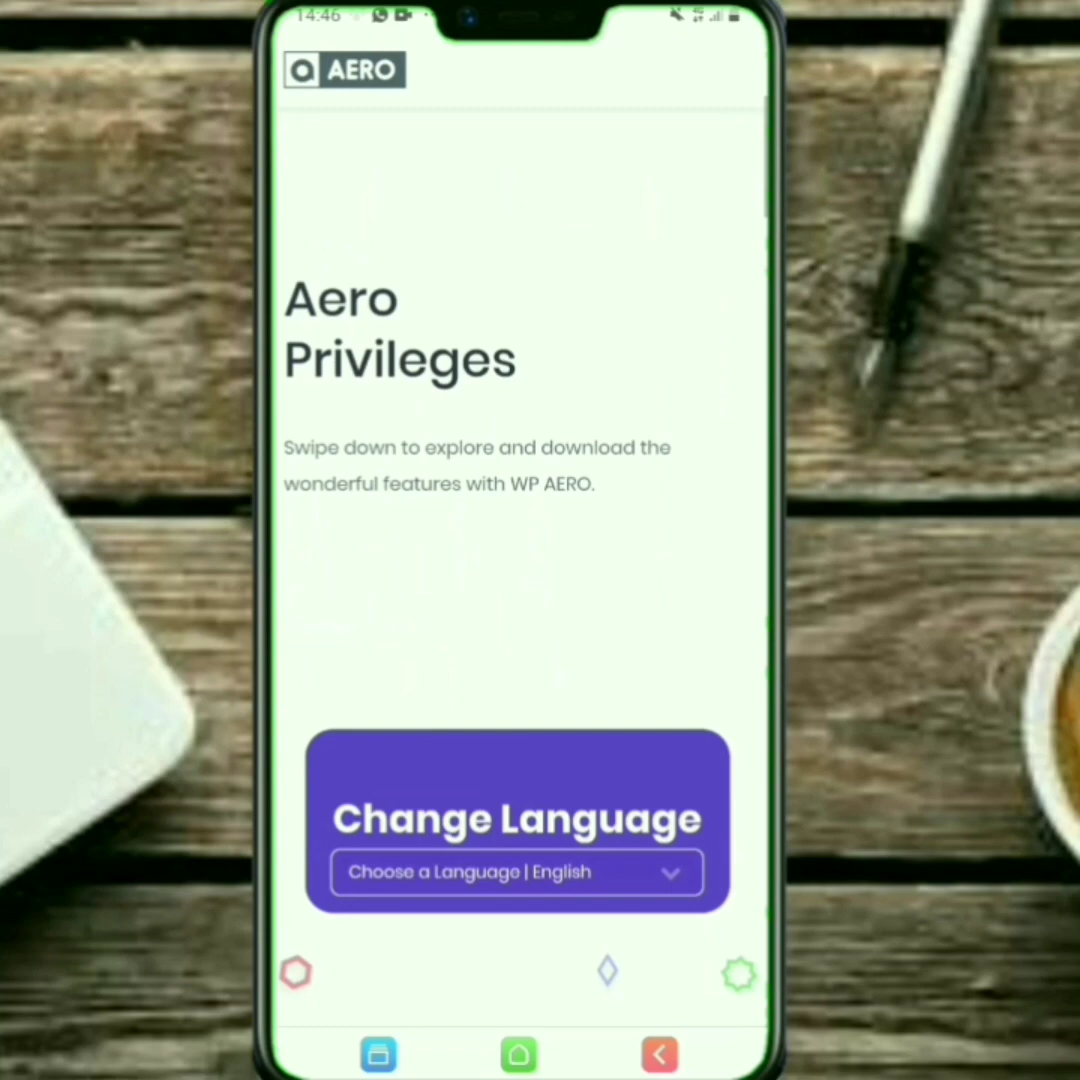 14:46
a AERO
Aero
Privileges
Swipe down to explore and download the
wonderful features with WP AERO.
Change Language
Choose a Language | English